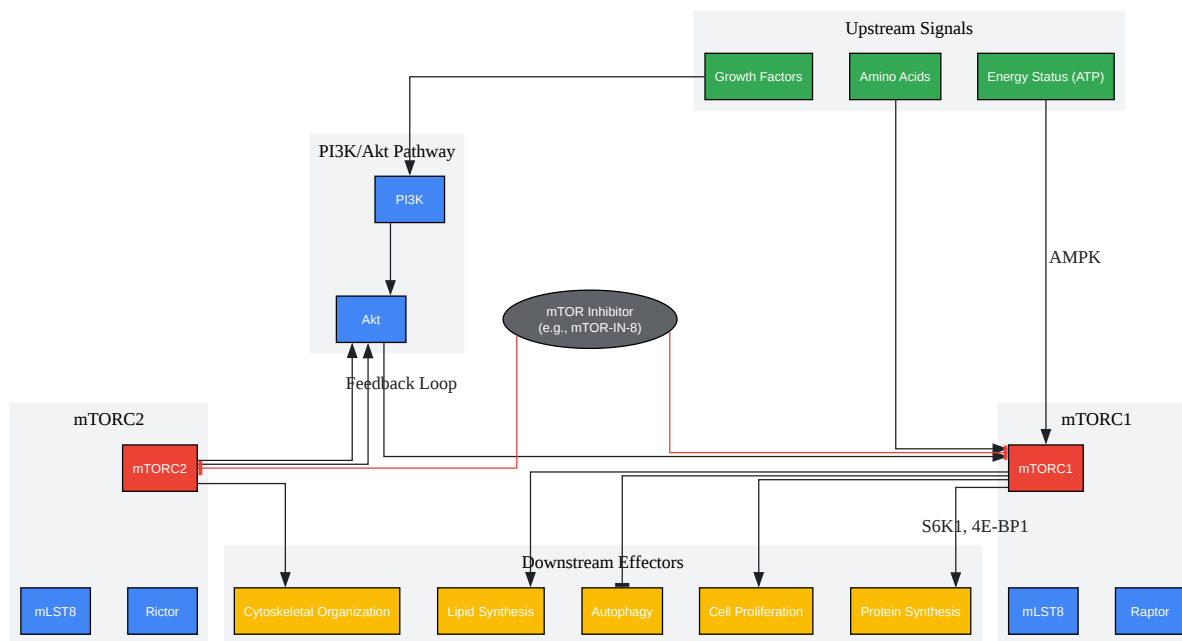 Upstream Signals
Growth Factors
Amino Acids
Energy Status (ATP)
PI3K/Akt Pathway
PI3K
AMPK
Akt
mTOR Inhibitor
(e.g., mTOR-IN-8)
Feedback Loop
mTORC2
mTORC1
mTORC2
mTORC1
S6K1, 4E-BP1
Downstream Effectors
mLST8
Rictor
Cytoskeletal Organization
Lipid Synthesis
Autophagy
Cell Proliferation
Protein Synthesis
mLST8
Raptor